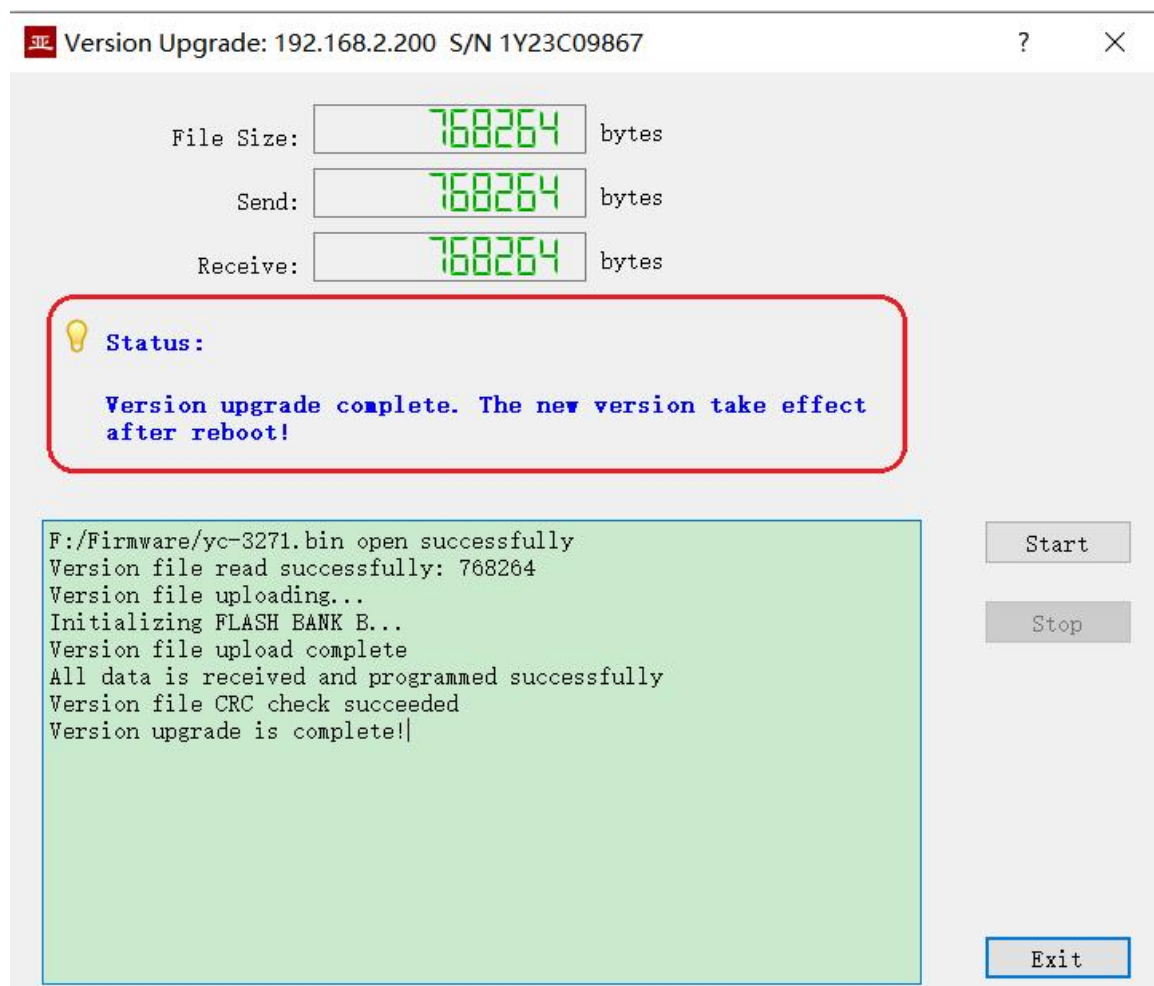 亚 Version Upgrade: 192.168.2.200 S/N 1Y23C09867 ? ×
File Size: 768264 bytes
Send: 768264 bytes
Receive: 768264 bytes
Status:
Version upgrade complete. The new version take effect
after reboot!
F:/Firmware/yc-3271.bin open successfully
Version file read successfully: 768264
Version file uploading...
Initializing FLASH BANK B...
Version file upload complete
All data is received and programmed successfully
Version file CRC check succeeded
Version upgrade is complete!
Start
Stop
Exit